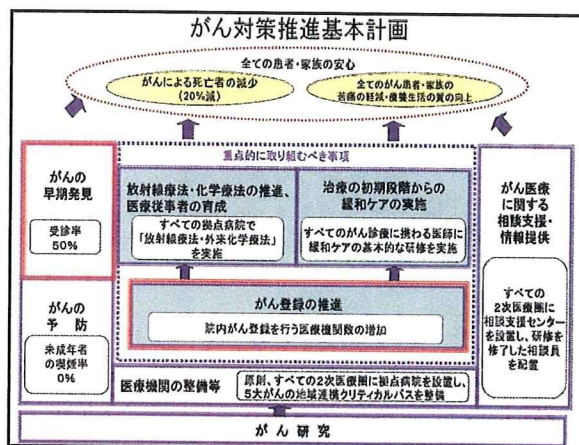 がん対策推進基本計画
全ての患者・家族の安心
がんによる死亡者の減少
(20%減)
全てのがん患者・家族の
苦痛の軽減・療養生活の質の向上
重点的に取り組むべき事項
がんの
早期発見
受診率
50%
放射線療法・化学療法の推進、
医療従事者の育成
すべての拠点病院で
「放射線療法・外来化学療法」
を実施
治療の初期段階からの
緩和ケアの実施
すべてのがん診療に携わる医師に
緩和ケアの基本的な研修を実施
がん医療
に関する
相談支援・
情報提供
すべての
2次医療圏に
相談支援センター
を設置し、研修を
修了した相談員
を配置
がん登録の推進
院内がん登録を行う医療機関数の増加
がんの
予 防
未成年者
の喫煙率
0%
医療機関の整備等
原則、すべての2次医療圏に拠点病院を設置し、
5大がんの地域連携クリティカルパスを整備
が ん 研 究